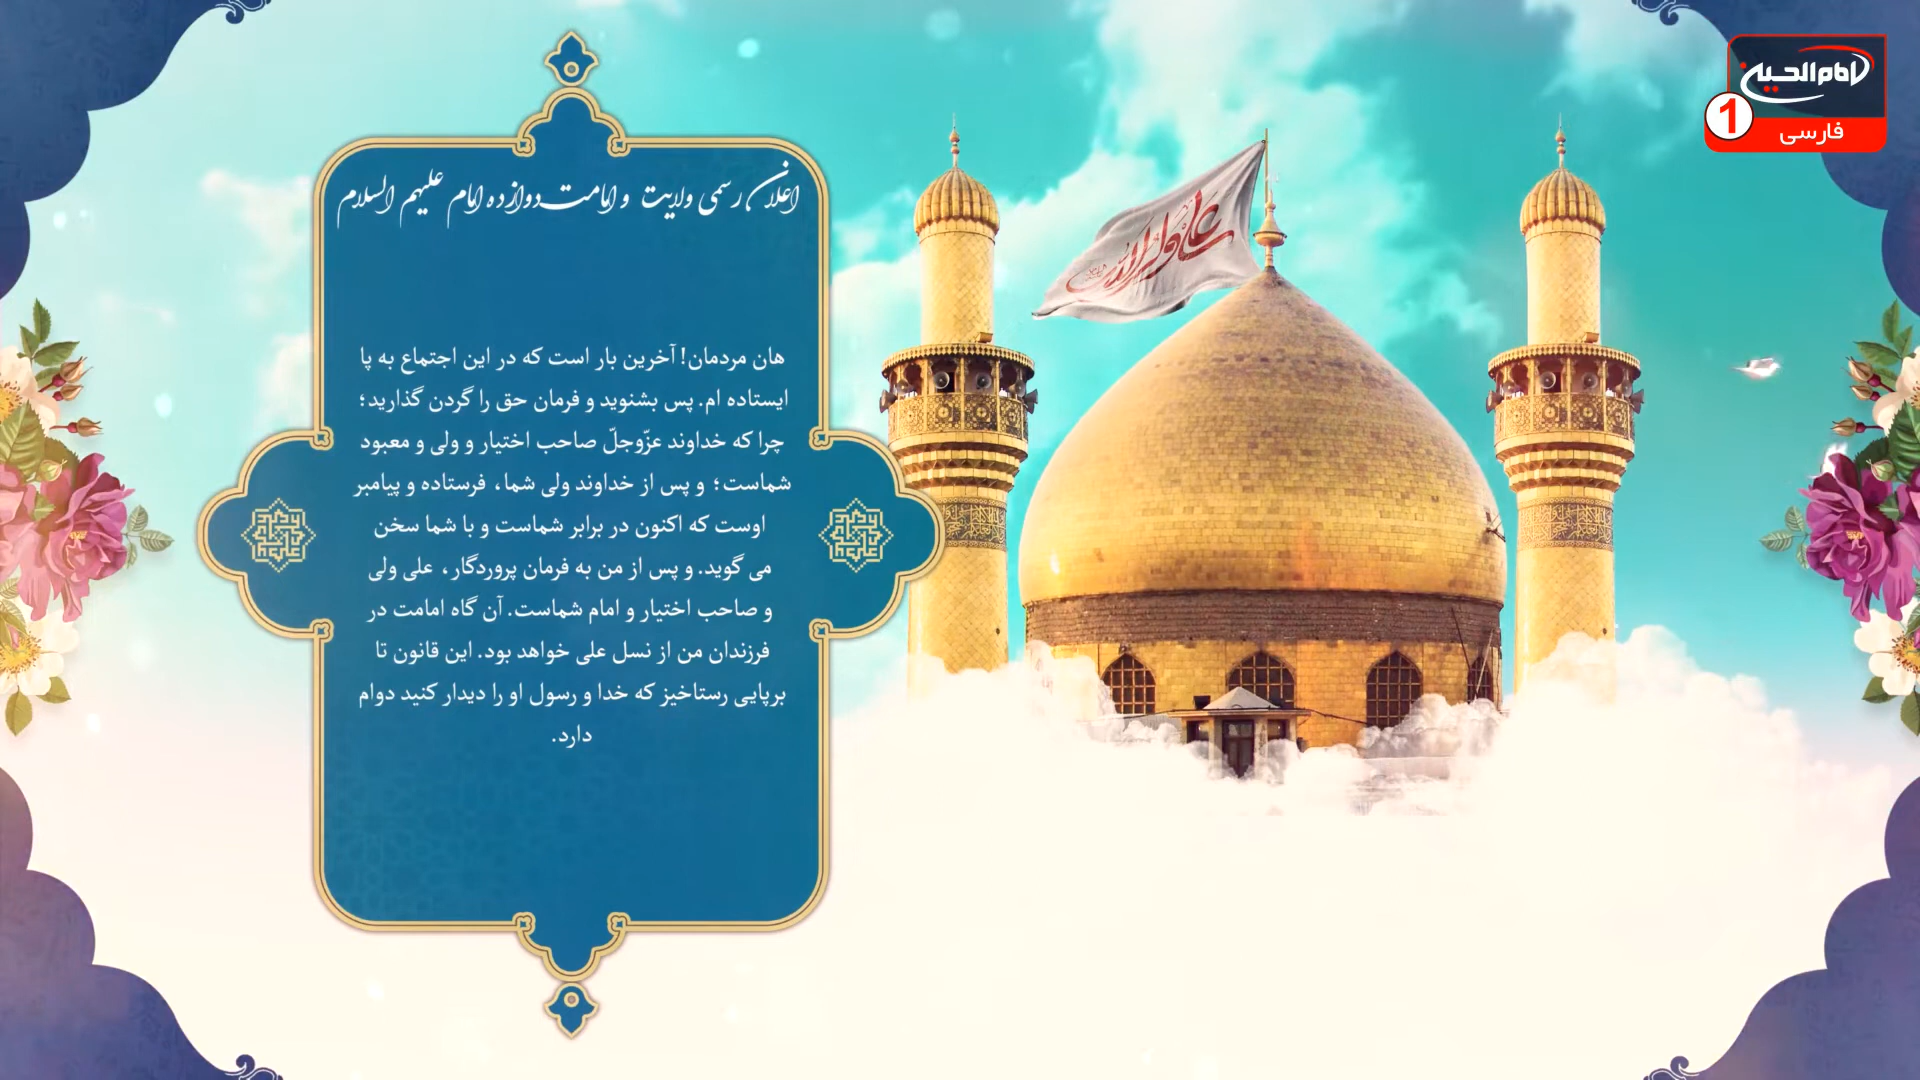 اعلان رسمی ولایت و امامت دوازده امام علیهم السلام
هان مردمان! آخرین بار است که در این اجتماع به پا
ایستاده ام. پس بشنوید و فرمان حق را گردن گذارید؛
چرا که خداوند عزّوجلّ صاحب اختیار و ولی و معبود
شماست؛ و پس از خداوند ولی شما، فرستاده و پیامبر
اوست که اکنون در برابر شماست و با شما سخن
می گوید. و پس از من به فرمان پروردگار، علی ولی
و صاحب اختیار و امام شماست. آن گاه امامت در
فرزندان من از نسل علی خواهد بود. این قانون تا
برپایی رستاخیز که خدا و رسول او را دیدار کنید دوام
دارد.
علی ولی الله
امام الحسین
1
فارسی